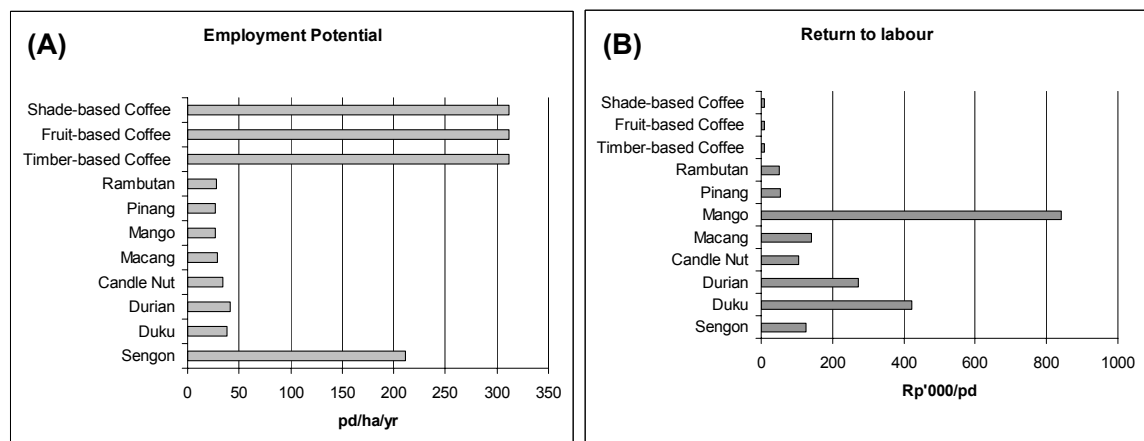 (A)
Employment Potential
Shade-based Coffee
Fruit-based Coffee
Timber-based Coffee
Rambutan
Pinang
Mango
Macang
Candle Nut
Durian
Duku
Sengon
0 50 100 150 200 250 300 350
pd/ha/yr
(B)
Return to labour
Shade-based Coffee
Fruit-based Coffee
Timber-based Coffee
Rambutan
Pinang
Mango
Macang
Candle Nut
Durian
Duku
Sengon
0 200 400 600 800 1000
Rp'000/pd